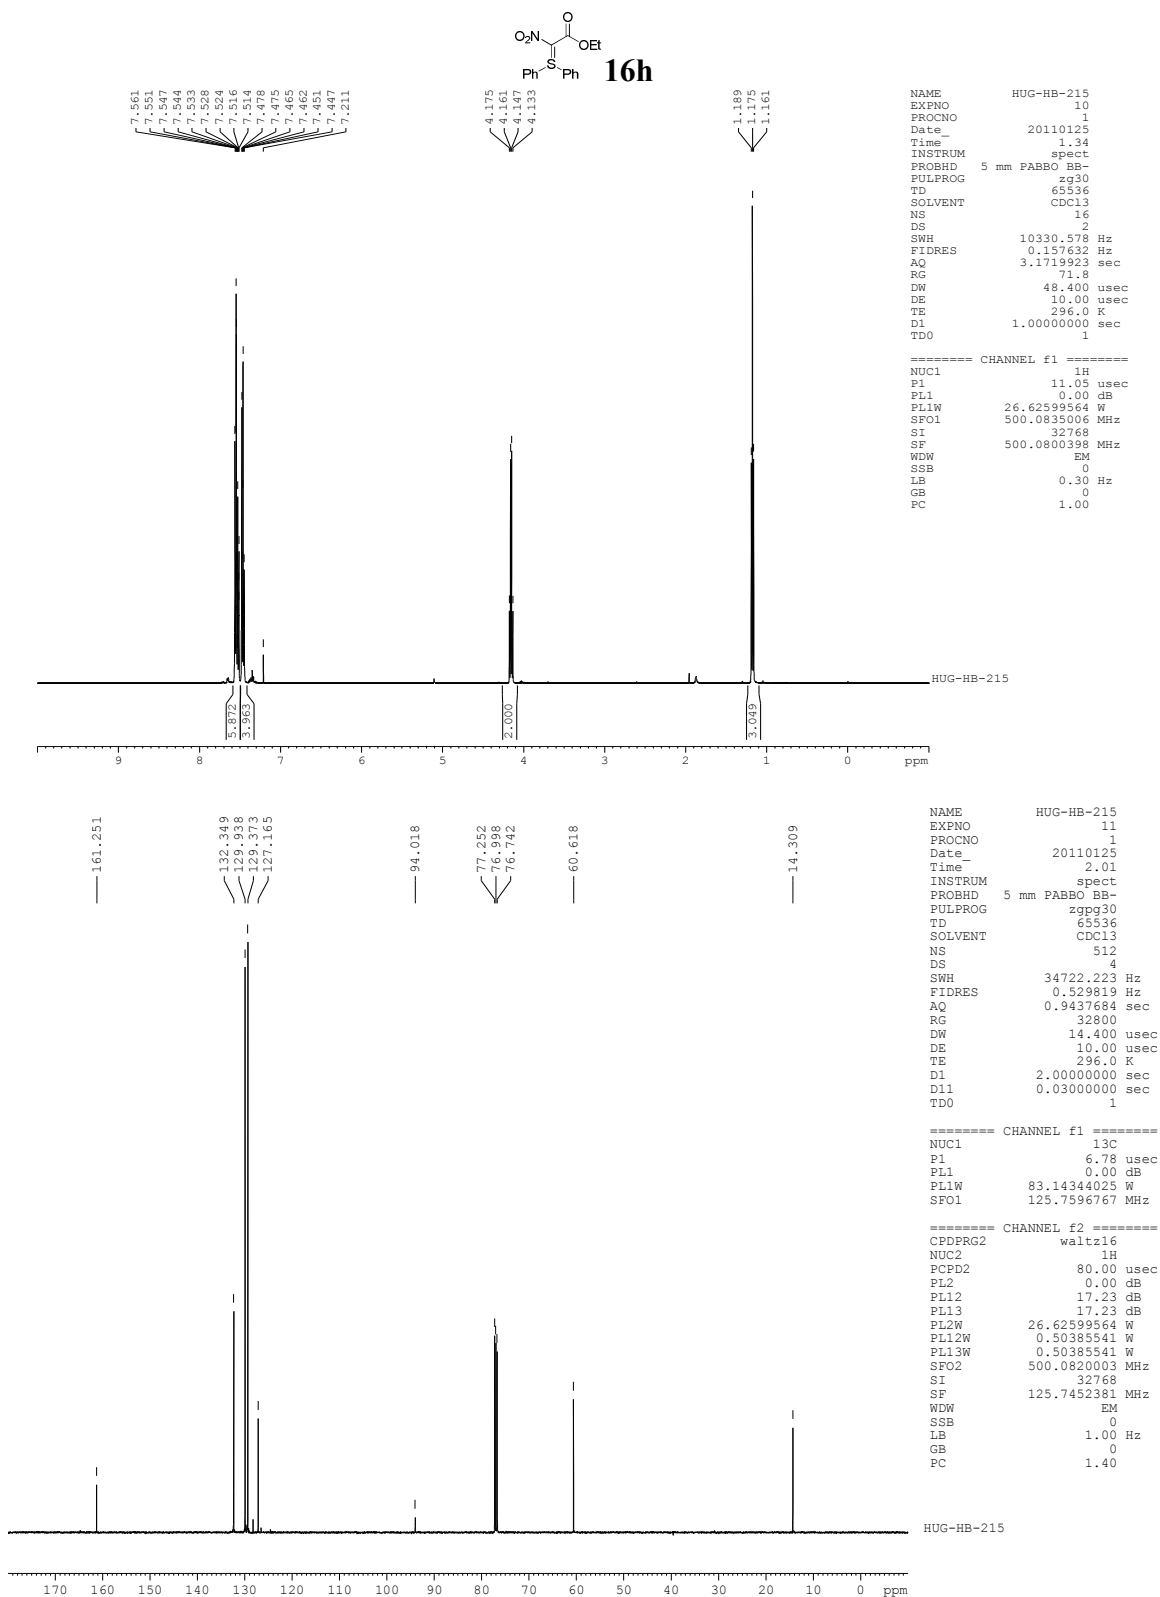 O
O2N
OEt
S
Ph Ph
16h
7.561
7.551
7.547
7.544
7.533
7.528
7.524
7.516
7.514
7.478
7.475
7.465
7.462
7.451
7.447
7.211
4.175
4.161
4.147
4.133
1.189
1.175
1.161
NAME HUG-HB-215
EXPNO 10
PROCNO 1
Date_ 20110125
Time 1.34
INSTRUM spect
PROBHD 5 mm PABBO BB-
PULPROG zg30
TD 65536
SOLVENT CDCl3
NS 16
DS 2
SWH 10330.578 Hz
FIDRES 0.157632 Hz
AQ 3.1719923 sec
RG 71.8
DW 48.400 usec
DE 10.00 usec
TE 296.0 K
D1 1.00000000 sec
TD0 1
======== CHANNEL f1 ========
NUC1 1H
P1 11.05 usec
PL1 0.00 dB
PL1W 26.62599564 W
SFO1 500.0835006 MHz
SI 32768
SF 500.0800398 MHz
WDW EM
SSB 0
LB 0.30 Hz
GB 0
PC 1.00
HUG-HB-215
5.872
3.963
2.000
3.049
9 8 7 6 5 4 3 2 1 0 ppm
161.251
132.349
129.938
129.373
127.165
94.018
77.252
76.998
76.742
60.618
14.309
NAME HUG-HB-215
EXPNO 11
PROCNO 1
Date_ 20110125
Time 2.01
INSTRUM spect
PROBHD 5 mm PABBO BB-
PULPROG zgpg30
TD 65536
SOLVENT CDCl3
NS 512
DS 4
SWH 34722.223 Hz
FIDRES 0.529819 Hz
AQ 0.9437684 sec
RG 32800
DW 14.400 usec
DE 10.00 usec
TE 296.0 K
D1 2.00000000 sec
D11 0.03000000 sec
TD0 1
======== CHANNEL f1 ========
NUC1 13C
P1 6.78 usec
PL1 0.00 dB
PL1W 83.14344025 W
SFO1 125.7596767 MHz
======== CHANNEL f2 ========
CPDPRG2 waltz16
NUC2 1H
PCPD2 80.00 usec
PL2 0.00 dB
PL12 17.23 dB
PL13 17.23 dB
PL2W 26.62599564 W
PL12W 0.50385541 W
PL13W 0.50385541 W
SFO2 500.0820003 MHz
SI 32768
SF 125.7452381 MHz
WDW EM
SSB 0
LB 1.00 Hz
GB 0
PC 1.40
HUG-HB-215
170 160 150 140 130 120 110 100 90 80 70 60 50 40 30 20 10 0 ppm